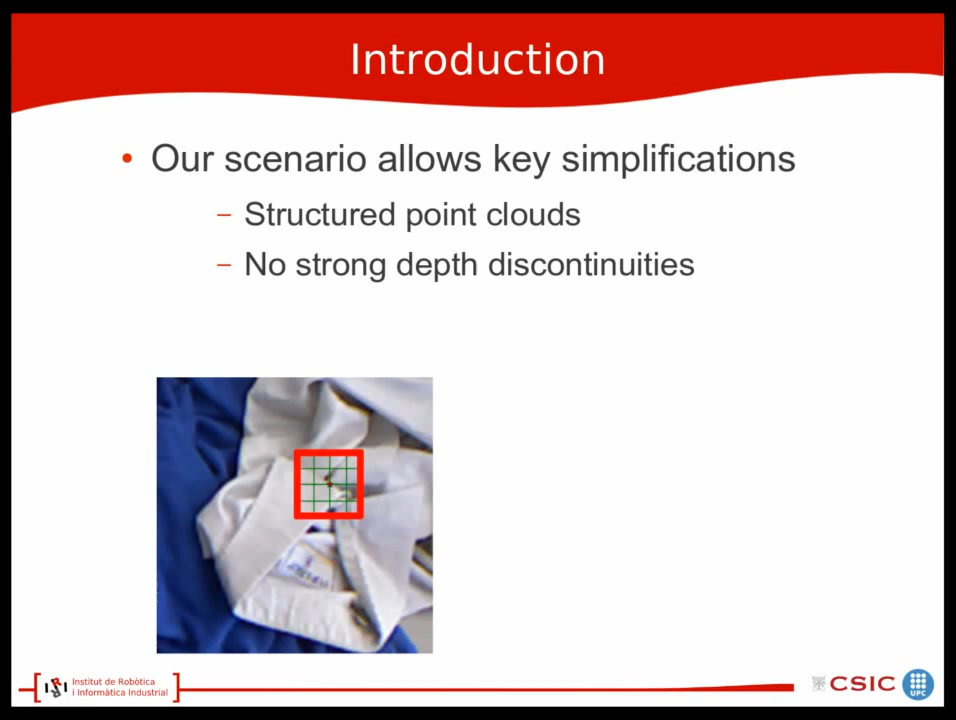 Introduction
• Our scenario allows key simplifications
– Structured point clouds
– No strong depth discontinuities
IRI
Institut de Robòtica
i Informàtica Industrial
CSIC
UPC